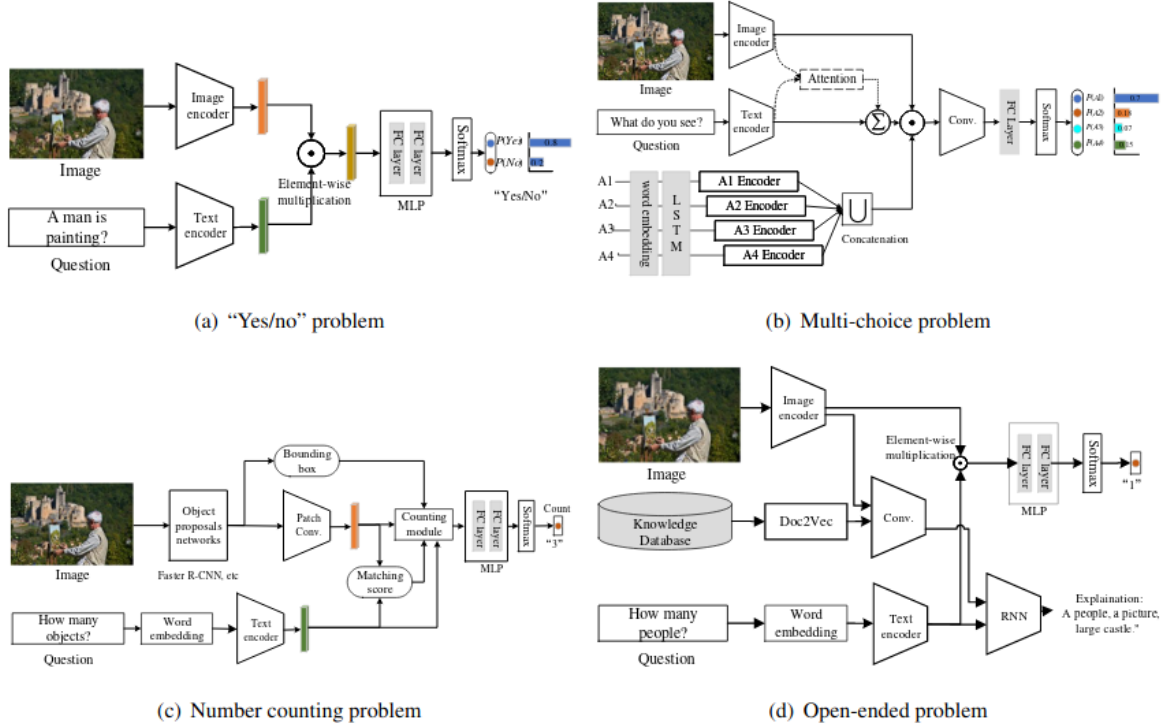 Image
encoder
Image
A man is
painting?
Question
Text
encoder
Element-wise
multiplication
FC layer
FC layer
MLP
Softmax
P(Yes)
P(No)
0.8
0.2
"Yes/No"
(a) "Yes/no" problem
Image
encoder
Image
Attention
What do you see?
Question
Text
encoder
Σ
Conv.
FC Layer
Softmax
P(A1)
P(A2)
P(A3)
P(A4)
0.7
A1
A2
A3
A4
word embedding
LSTM
A1 Encoder
A2 Encoder
A3 Encoder
A4 Encoder
Concatenation
(b) Multi-choice problem
Image
Object
proposals
networks
Faster R-CNN, etc
Bounding
box
Patch
Conv.
Counting
module
Matching
score
FC layer
FC layer
MLP
Softmax
Count
"3"
How many
objects?
Question
Word
embedding
Text
encoder
(c) Number counting problem
Image
encoder
Image
Knowledge
Database
Doc2Vec
Conv.
Element-wise
multiplication
FC layer
FC layer
MLP
Softmax
"1"
How many
people?
Question
Word
embedding
Text
encoder
RNN
Explaination:
A people, a picture,
large castle."
(d) Open-ended problem